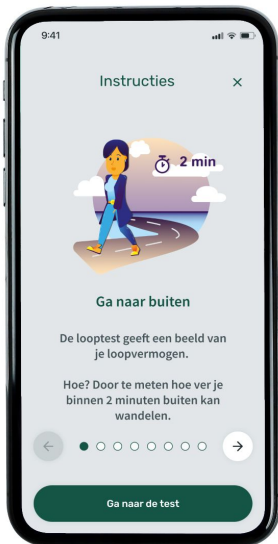 9:41
Instructies
2 min
Ga naar buiten
De looptest geeft een beeld van
je loopvermogen.
Hoe? Door te meten hoe ver je
binnen 2 minuten buiten kan
wandelen.
Ga naar de test